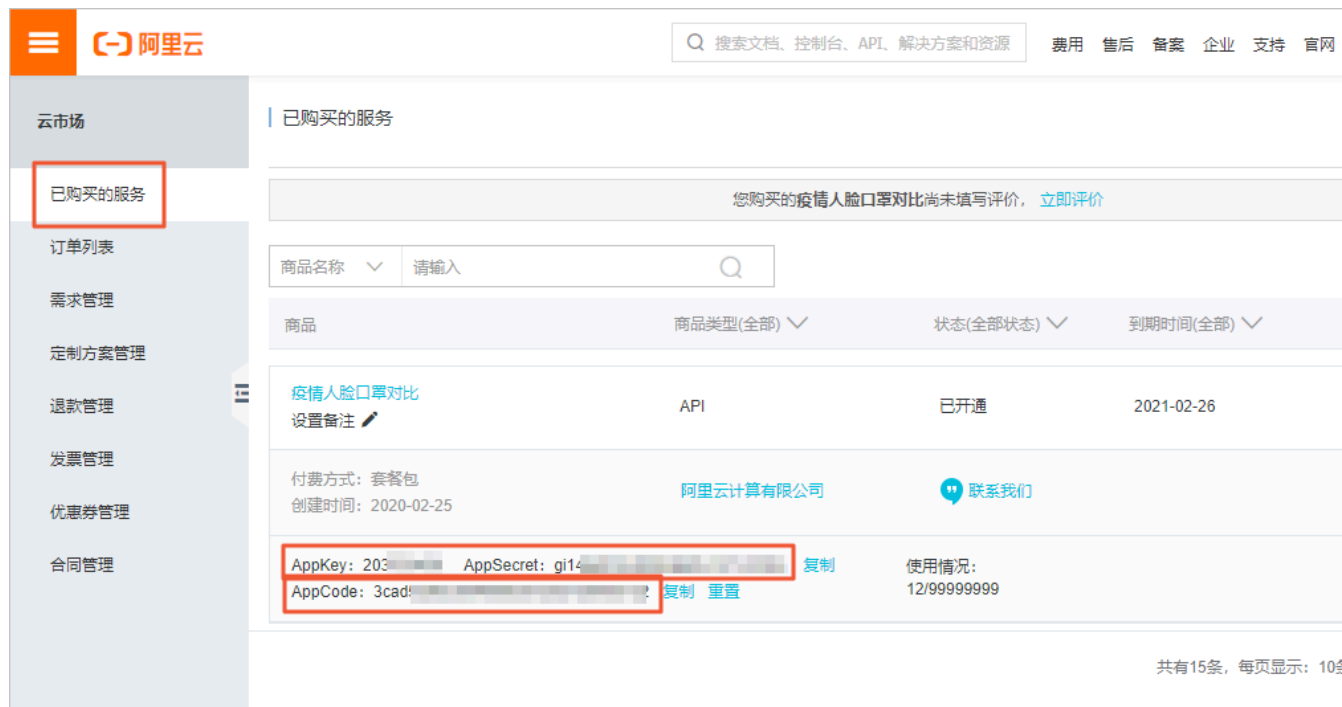 阿里云
搜索文档、控制台、API、解决方案和资源
费用 售后 备案 企业 支持 官网
云市场
已购买的服务
订单列表
需求管理
定制方案管理
退款管理
发票管理
优惠券管理
合同管理
已购买的服务
您购买的疫情人脸口罩对比尚未填写评价， 立即评价
商品名称 请输入
商品 商品类型(全部) 状态(全部状态) 到期时间(全部)
疫情人脸口罩对比
设置备注
API 已开通 2021-02-26
付费方式：套餐包
创建时间：2020-02-25
阿里云计算有限公司 联系我们
AppKey：203 AppSecret：gi14 复制
AppCode：3cad 2 复制 重置
使用情况：
12/99999999
共有15条，每页显示：10